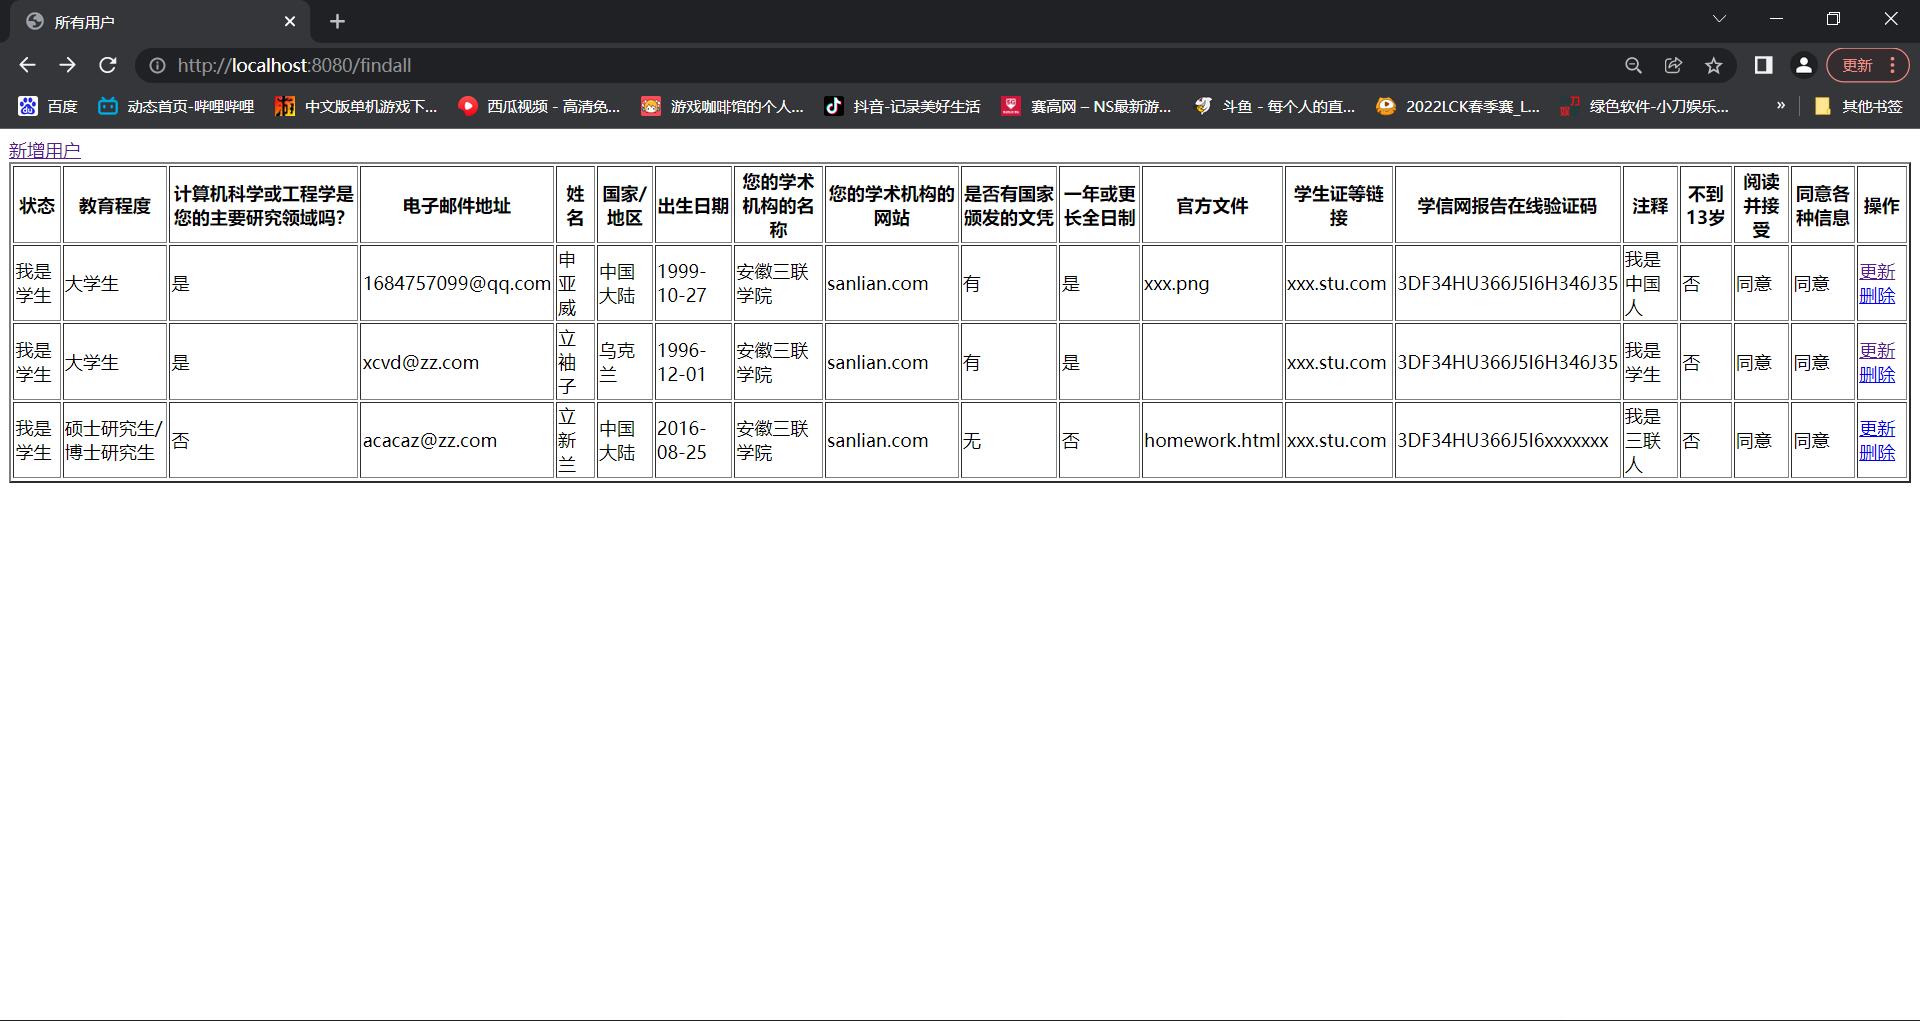 所有用户
http://localhost:8080/findall
更新
百度
动态首页-哔哩哔哩
中文版单机游戏下...
西瓜视频 - 高清免...
游戏咖啡馆的个人...
抖音-记录美好生活
赛高网 – NS最新游...
斗鱼 - 每个人的直...
2022LCK春季赛_L...
绿色软件-小刀娱乐...
»
其他书签
新增用户
状态
教育程度
计算机科学或工程学是
您的主要研究领域吗?
电子邮件地址
姓
名
国家/
地区
出生日期
您的学术
机构的名
称
您的学术机构的
网站
是否有国家
颁发的文凭
一年或更
长全日制
官方文件
学生证等链
接
学信网报告在线验证码
注释
不到
13岁
阅读
并接
受
同意各
种信息
操作
我是
学生
大学生
是
1684757099@qq.com
申
亚
威
中国
大陆
1999-
10-27
安徽三联
学院
sanlian.com
有
是
xxx.png
xxx.stu.com
3DF34HU366J5I6H346J35
我是
中国
人
否
同意
同意
更新
删除
我是
学生
大学生
是
xcvd@zz.com
立
袖
子
乌克
兰
1996-
12-01
安徽三联
学院
sanlian.com
有
是
xxx.stu.com
3DF34HU366J5I6H346J35
我是
学生
否
同意
同意
更新
删除
我是
学生
硕士研究生/
博士研究生
否
acacaz@zz.com
立
新
兰
中国
大陆
2016-
08-25
安徽三联
学院
sanlian.com
无
否
homework.html
xxx.stu.com
3DF34HU366J5I6xxxxxxx
我是
三联
人
否
同意
同意
更新
删除